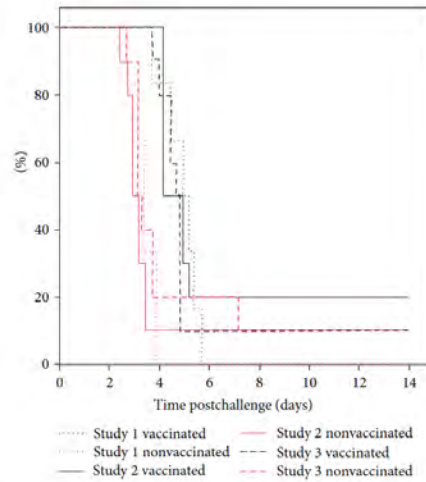 100
80
60
40
20
0
(%)
0 2 4 6 8 10 12 14
Time postchallenge (days)
Study 1 vaccinated
Study 1 nonvaccinated
Study 2 vaccinated
Study 2 nonvaccinated
Study 3 vaccinated
Study 3 nonvaccinated